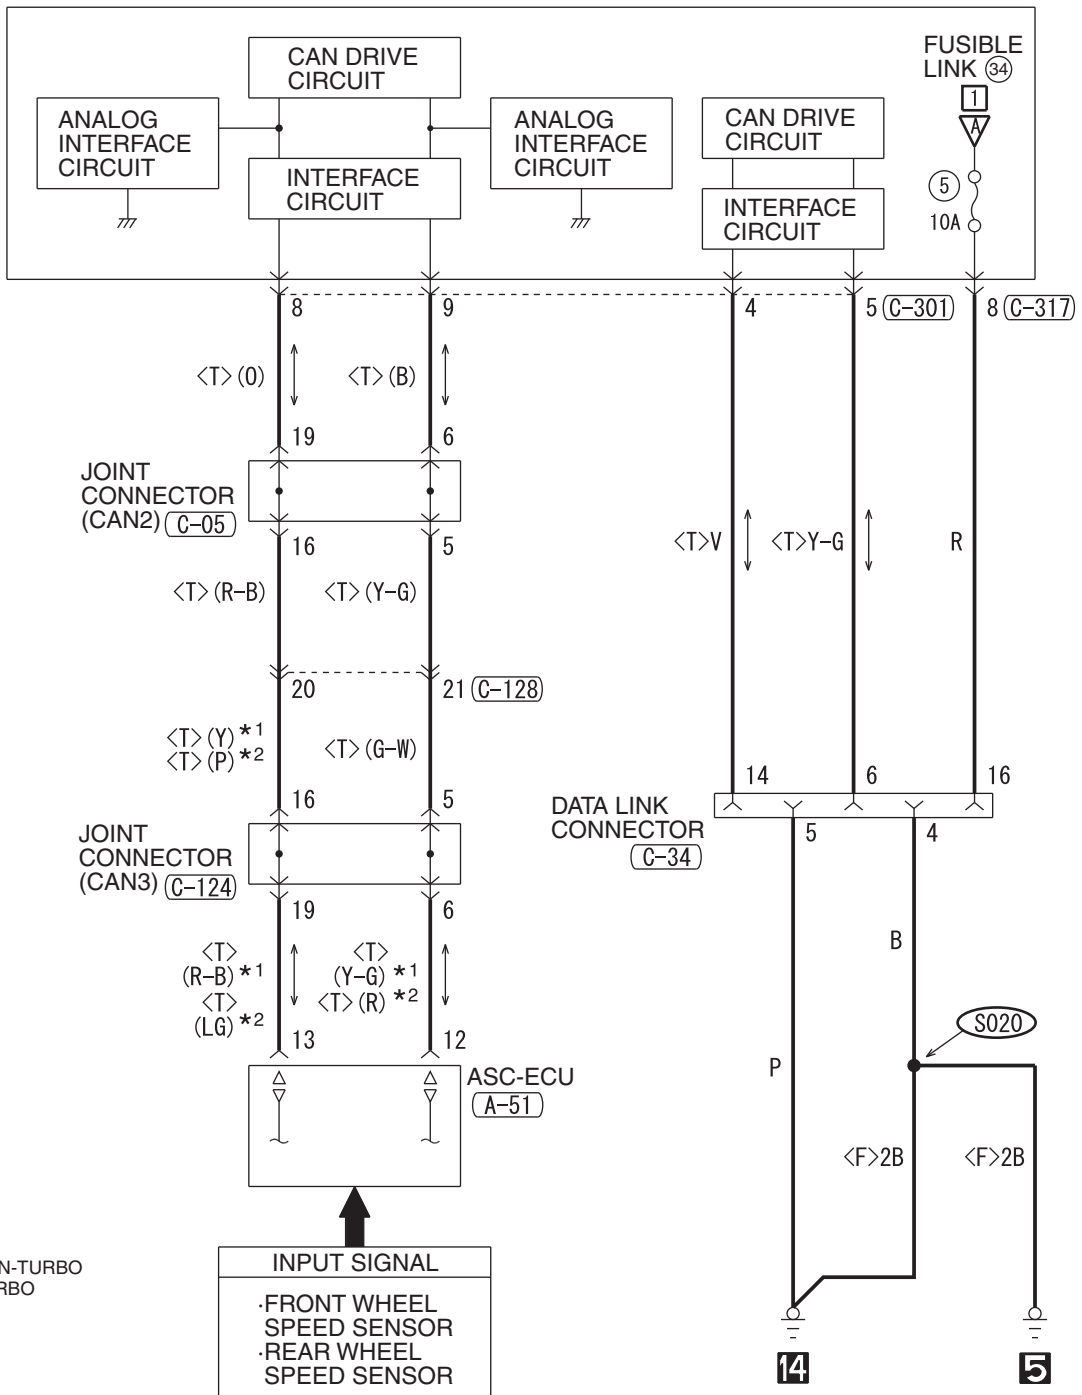 CAN DRIVE
CIRCUIT
FUSIBLE
LINK 34
1
A
ANALOG
INTERFACE
CIRCUIT
ANALOG
INTERFACE
CIRCUIT
CAN DRIVE
CIRCUIT
INTERFACE
CIRCUIT
INTERFACE
CIRCUIT
5
10A
8
9
4
5 C-301
8 C-317
<T>(O)
<T>(B)
19
6
JOINT
CONNECTOR
(CAN2) C-05
16
5
<T>V
<T>Y-G
R
<T>(R-B)
<T>(Y-G)
20
21 C-128
<T>(Y)*1
<T>(P)*2
<T>(G-W)
16
5
14
6
16
DATA LINK
CONNECTOR
C-34
5
4
JOINT
CONNECTOR
(CAN3) C-124
19
6
<T>
(R-B)*1
<T>
(LG)*2
<T>
(Y-G)*1
<T>(R)*2
B
13
12
S020
ASC-ECU
A-51
P
<F>2B
<F>2B
INPUT SIGNAL
·FRONT WHEEL
SPEED SENSOR
·REAR WHEEL
SPEED SENSOR
N-TURBO
RBO
14
5